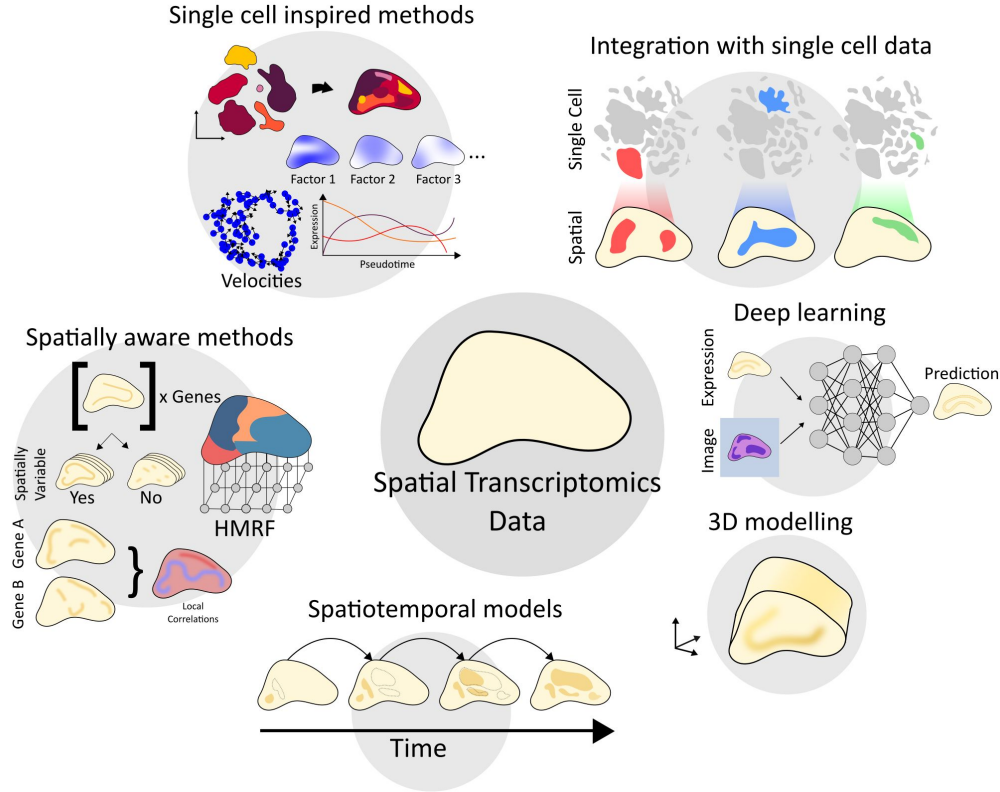 Single cell inspired methods
Factor 1
Factor 2
Factor 3
...
Velocities
Expression
Pseudotime
Integration with single cell data
Single Cell
Spatial
Spatially aware methods
x Genes
Spatially
Variable
Yes
No
HMRF
Gene A
Gene B
Local
Correlations
Spatial Transcriptomics
Data
Deep learning
Expression
Image
Prediction
3D modelling
Spatiotemporal models
Time